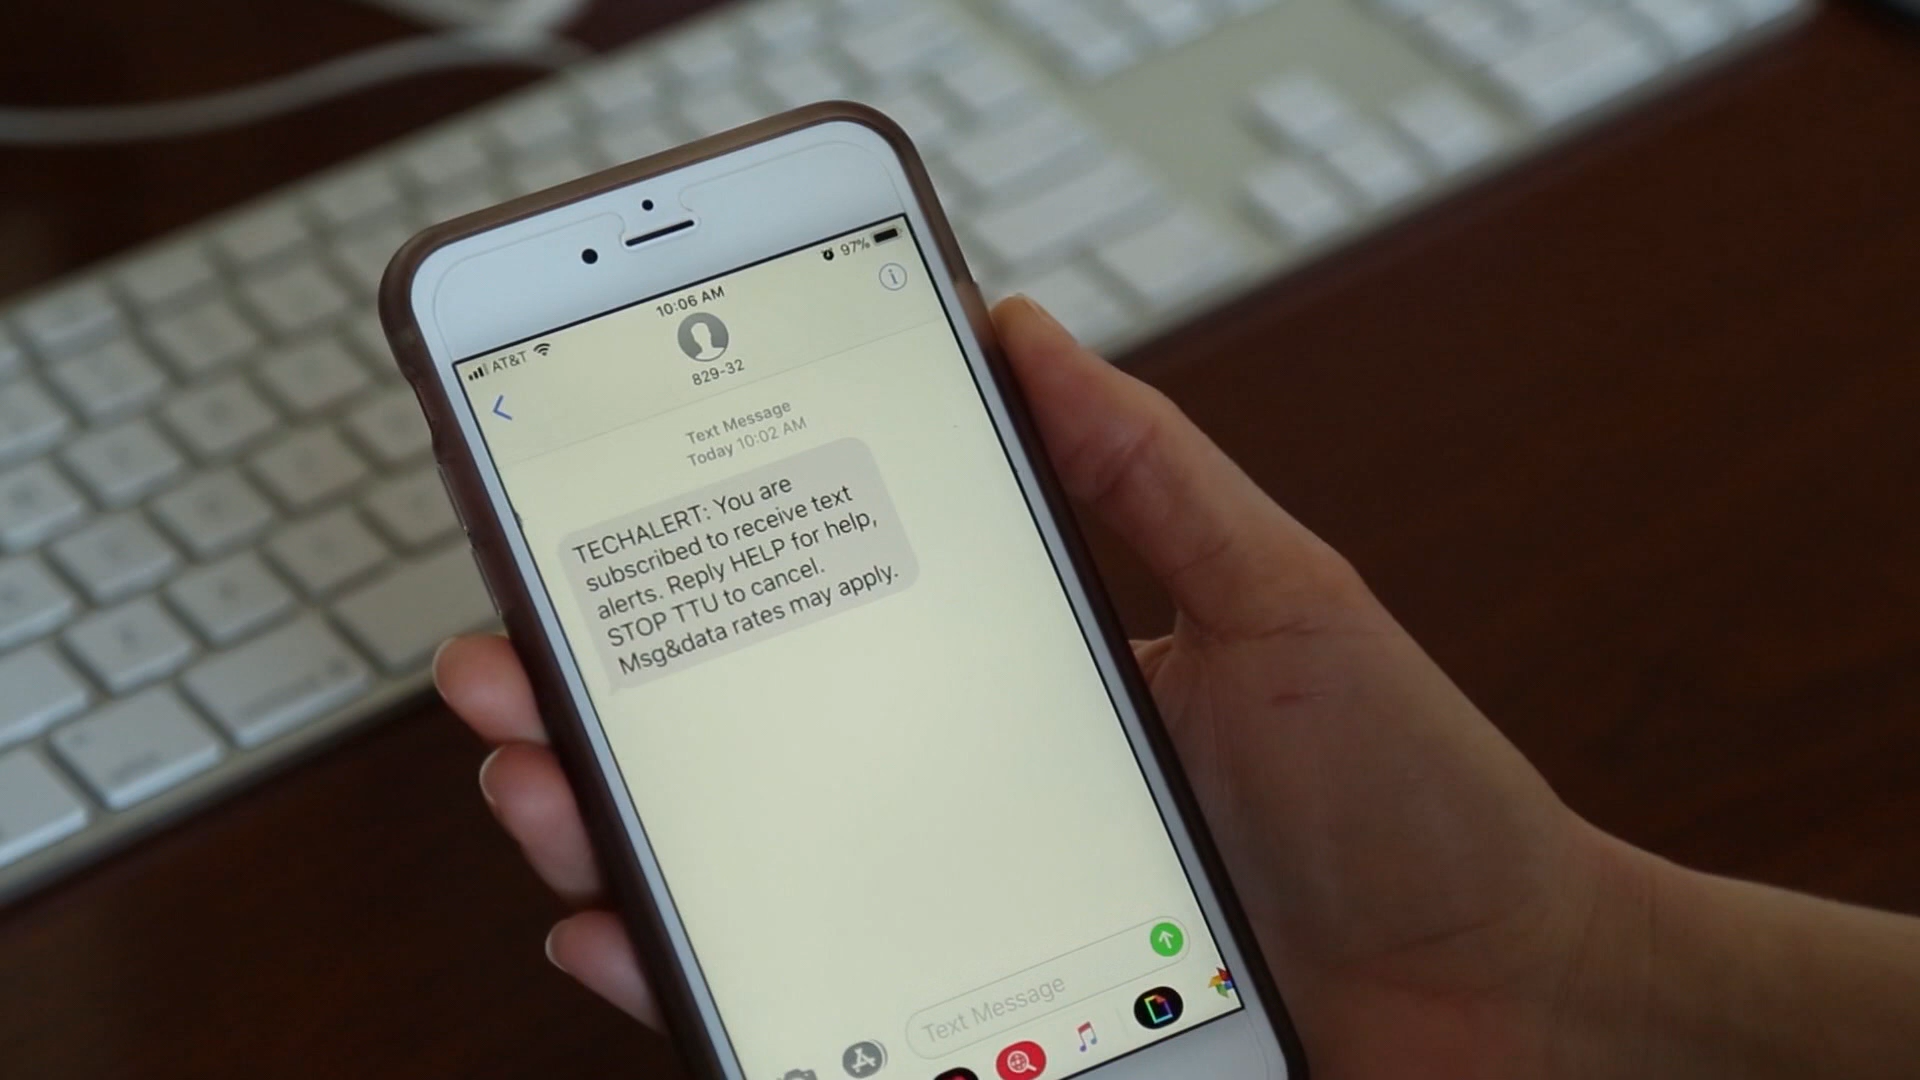 AT&T
10:06 AM
97%
829-32
Text Message
Today 10:02 AM
TECHALERT: You are
subscribed to receive text
alerts. Reply HELP for help,
STOP TTU to cancel.
Msg&data rates may apply.
Text Message